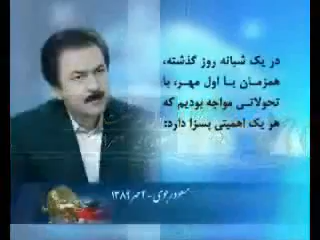 در یک شبانه روز گذشته،
همزمان با اول مهر، با
تحولاتی مواجه بودیم که
هر یک اهمیتی بسزا دارد:
مسعود رجوی - ۲ مهر ۱۳۸۹